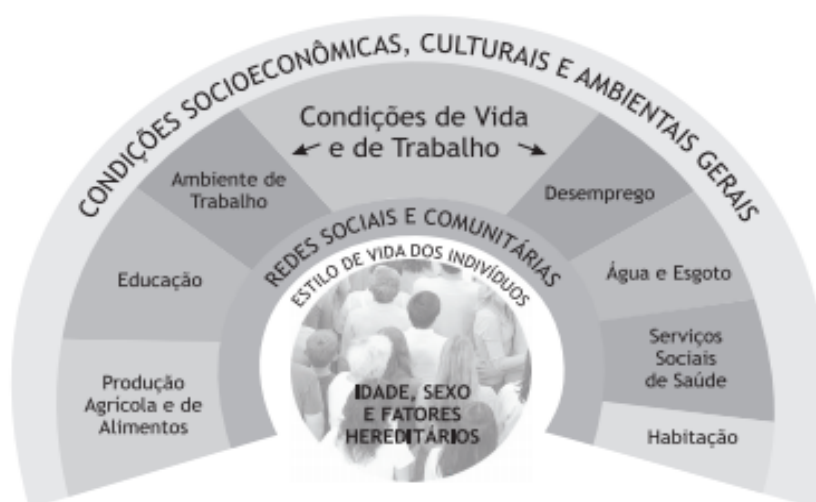 CONDIÇÕES SOCIOECONÔMICAS, CULTURAIS E AMBIENTAIS GERAIS
Condições de Vida
e de Trabalho
Ambiente de
Trabalho
Desemprego
REDES SOCIAIS E COMUNITÁRIAS
ESTILO DE VIDA DOS INDIVÍDUOS
Educação
Água e Esgoto
Produção
Agrícola e de
Alimentos
Serviços
Sociais
de Saúde
Habitação
IDADE, SEXO
E FATORES
HEREDITÁRIOS